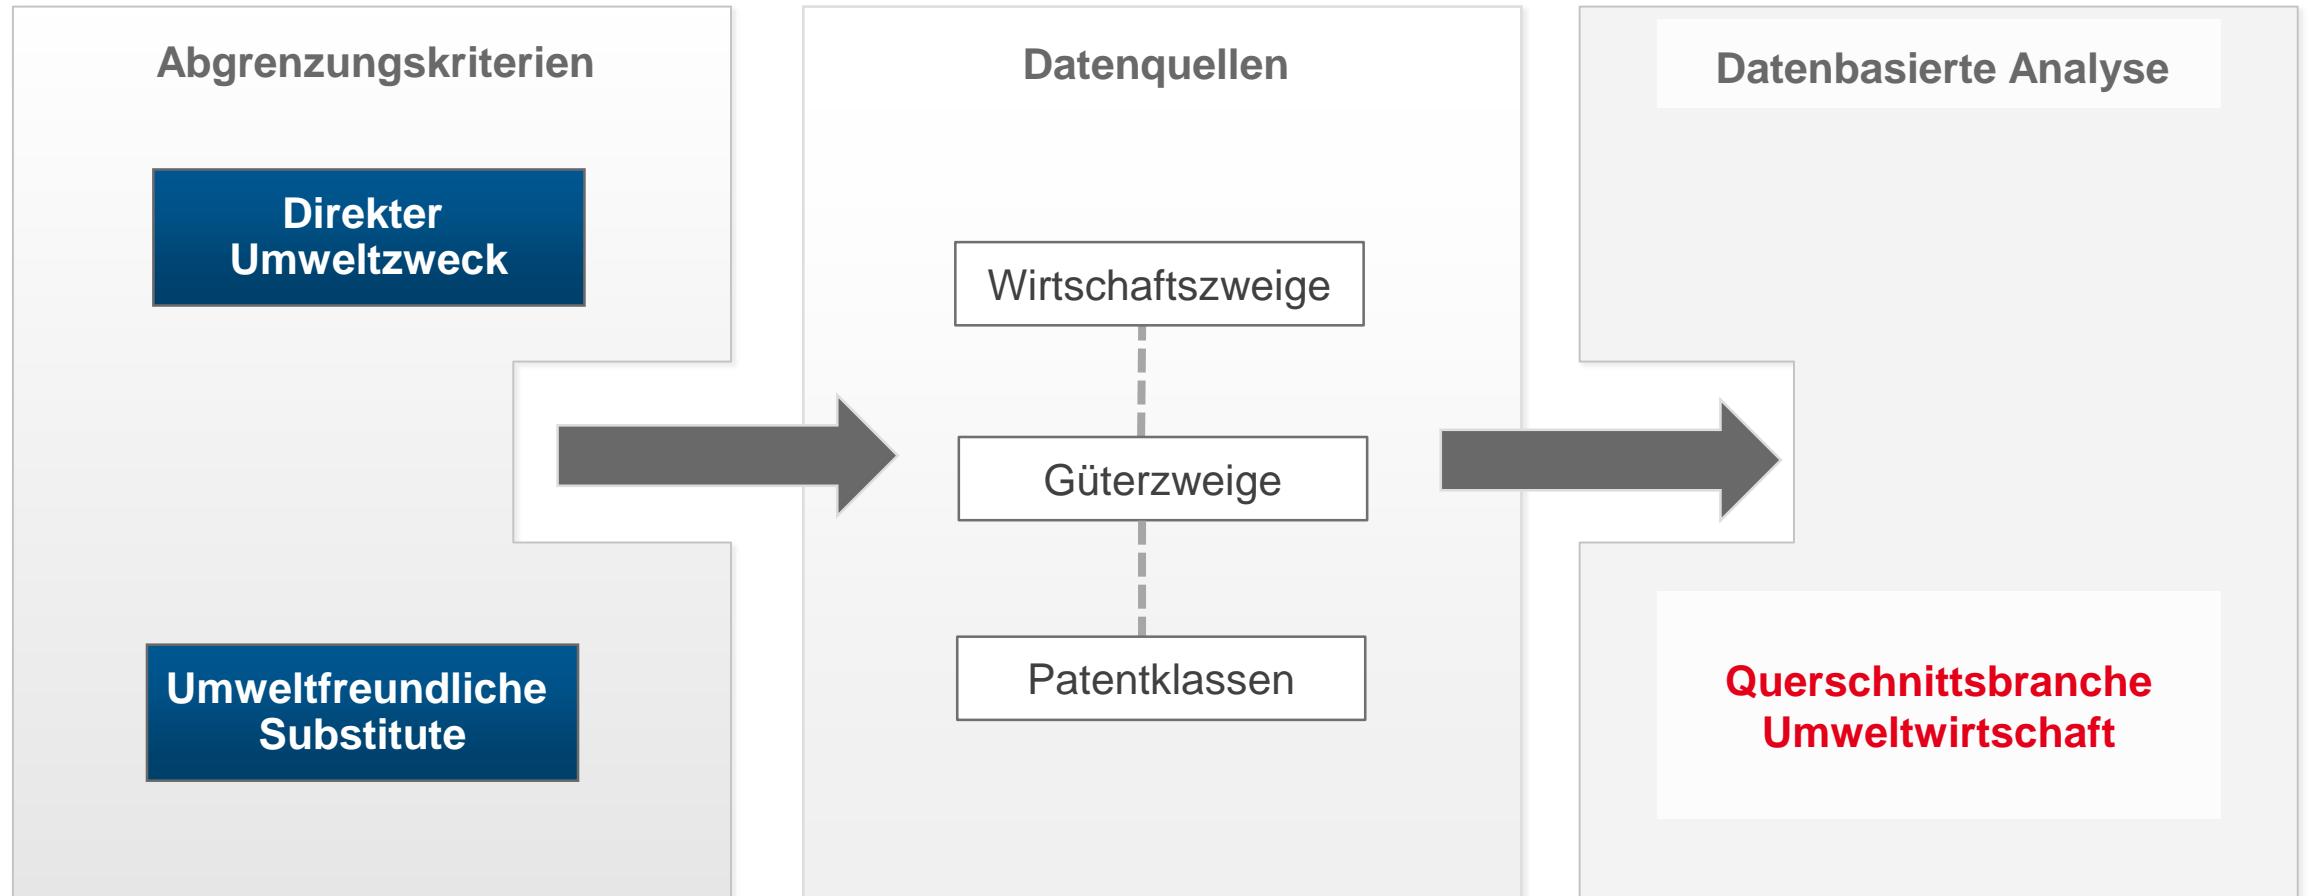 Abgrenzungskriterien
Direkter
Umweltzweck
Umweltfreundliche
Substitute
Datenquellen
Wirtschaftszweige
Güterzweige
Patentklassen
Datenbasierte Analyse
Querschnittsbranche
Umweltwirtschaft